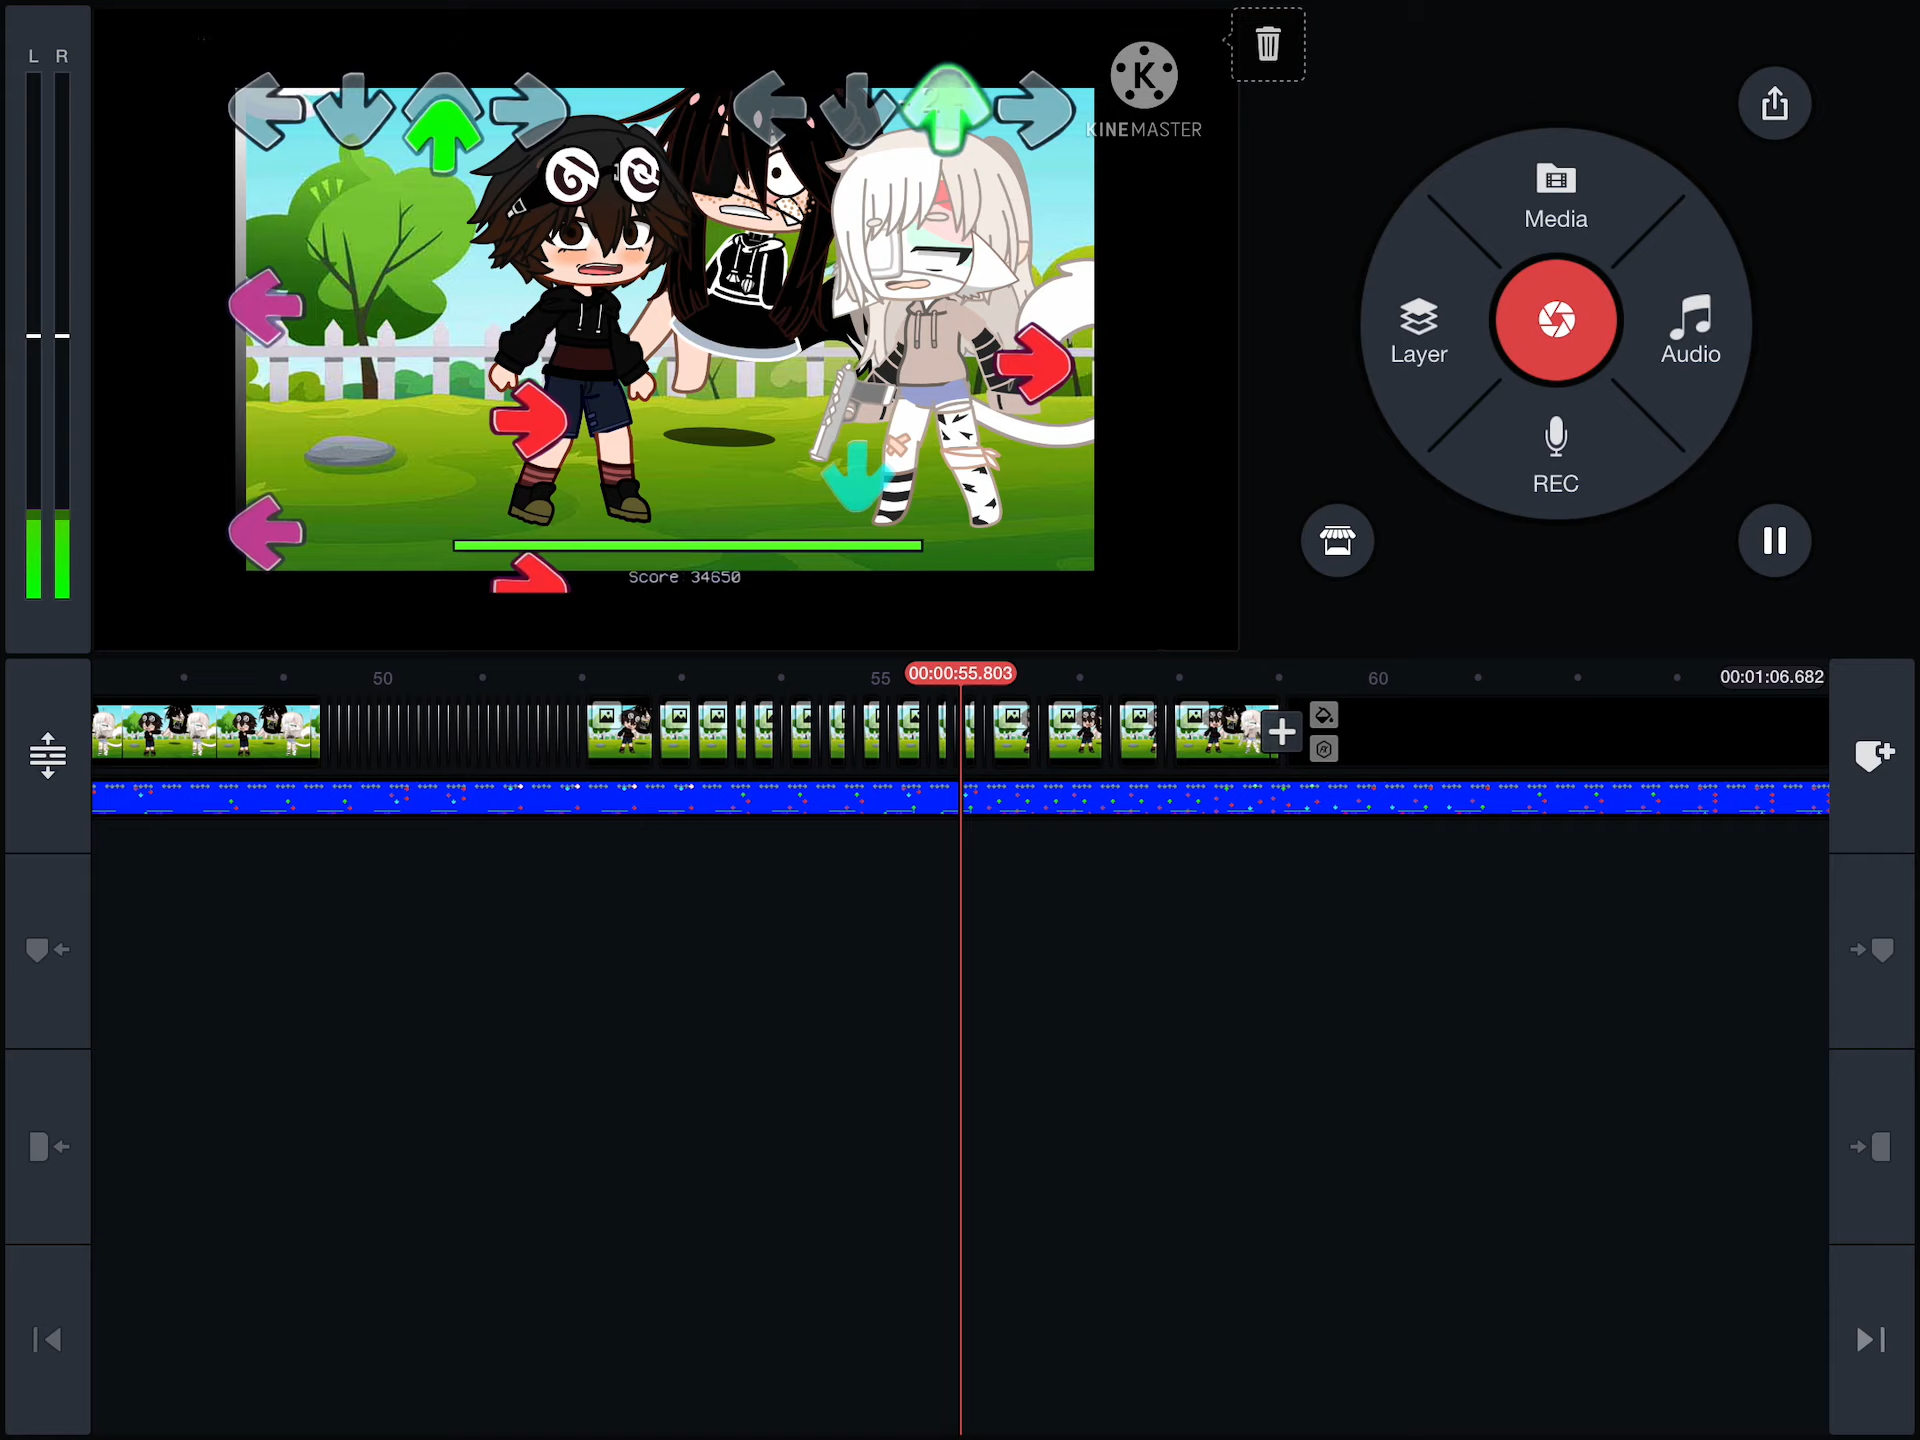 L R
KINEMASTER
Media
Layer
Audio
REC
Score 34650
50
55
00:00:55.803
60
00:01:06.682